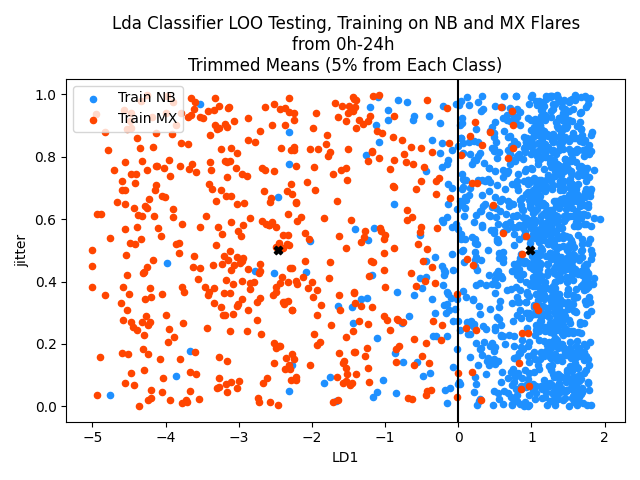 Lda Classifier LOO Testing, Training on NB and MX Flares
from 0h-24h
Trimmed Means (5% from Each Class)
Train NB
Train MX
1.0
0.8
0.6
0.4
0.2
0.0
jitter
−5
−4
−3
−2
−1
0
1
2
LD1